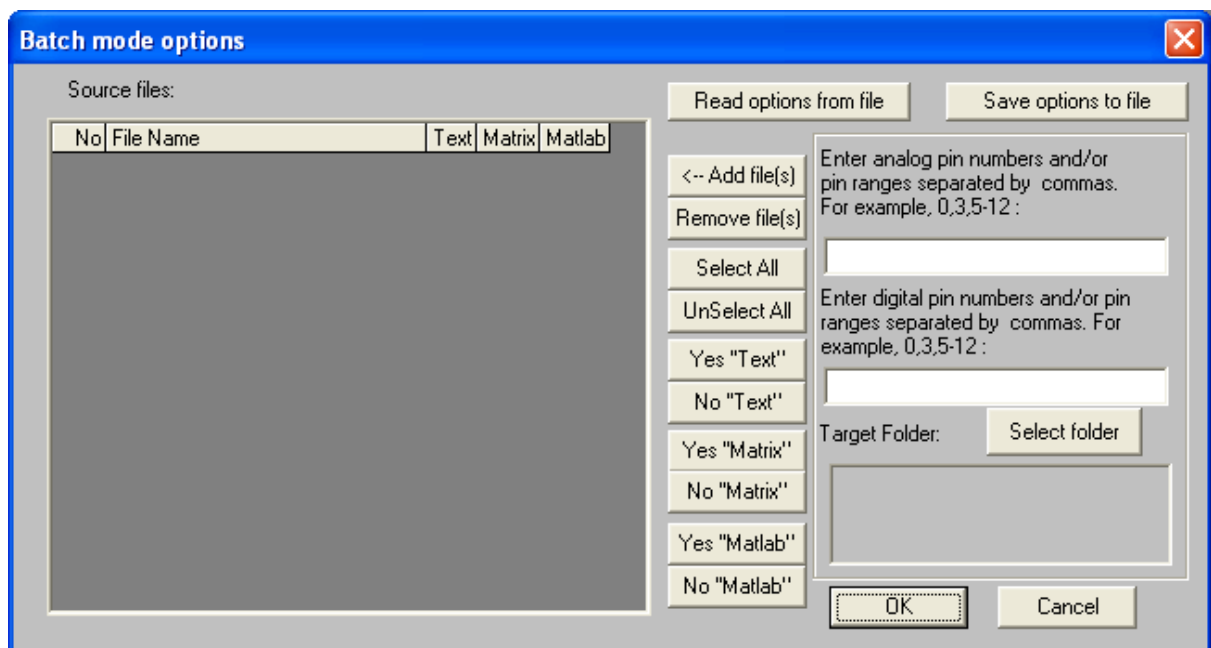 Batch mode options
Source files:
No File Name Text Matrix Matlab
Read options from file
Save options to file
<-- Add file(s)
Remove file(s)
Select All
UnSelect All
Yes "Text"
No "Text"
Yes "Matrix"
No "Matrix"
Yes "Matlab"
No "Matlab"
Enter analog pin numbers and/or
pin ranges separated by commas.
For example, 0,3,5-12 :
Enter digital pin numbers and/or pin
ranges separated by commas. For
example, 0,3,5-12 :
Target Folder:
Select folder
OK
Cancel